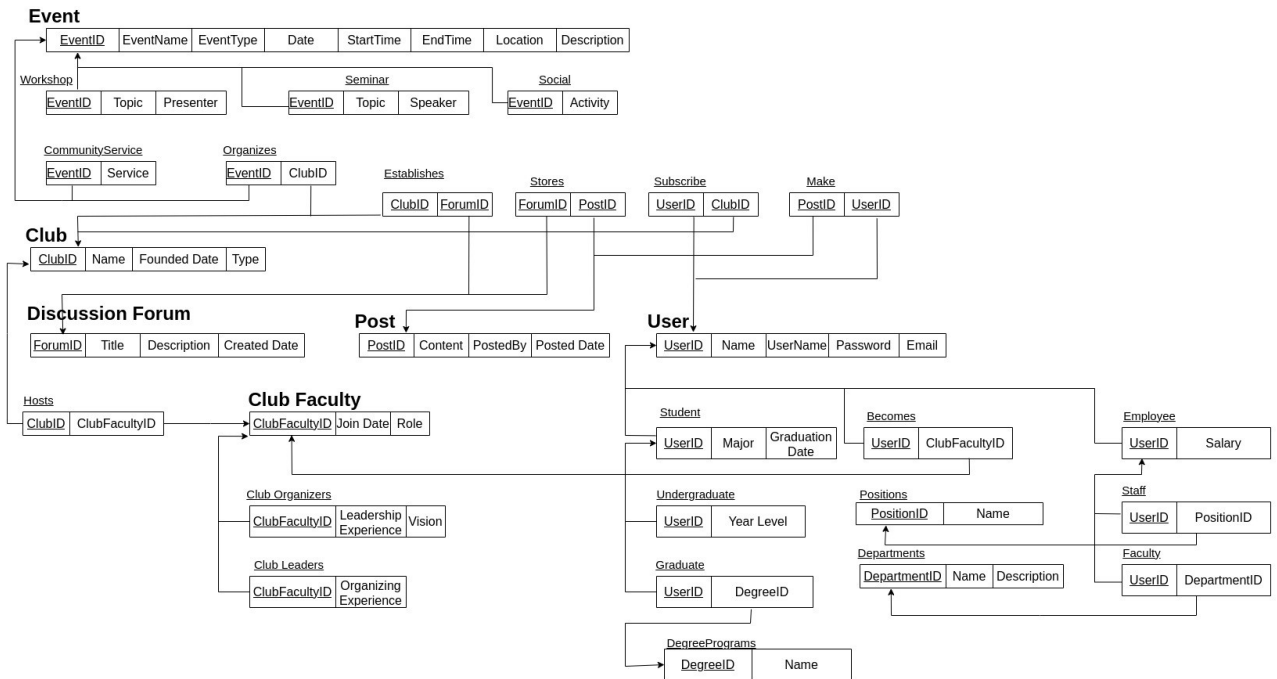 Event
EventID EventName EventType Date StartTime EndTime Location Description
Workshop Seminar Social
EventID Topic Presenter EventID Topic Speaker EventID Activity
CommunityService Organizes
EventID Service EventID ClubID
Establishes Stores Subscribe Make
ClubID ForumID ForumID PostID UserID ClubID PostID UserID
Club
ClubID Name Founded Date Type
Discussion Forum
ForumID Title Description Created Date
Post
PostID Content PostedBy Posted Date
User
UserID Name UserName Password Email
Hosts
ClubID ClubFacultyID
Club Faculty
ClubFacultyID Join Date Role
Student
UserID Major Graduation
Date
Becomes
UserID ClubFacultyID
Employee
UserID Salary
Club Organizers
ClubFacultyID Leadership
Experience Vision
Undergraduate
UserID Year Level
Positions
PositionID Name
Staff
UserID PositionID
Club Leaders
ClubFacultyID Organizing
Experience
Graduate
UserID DegreeID
Departments
DepartmentID Name Description
Faculty
UserID DepartmentID
DegreePrograms
DegreeID Name